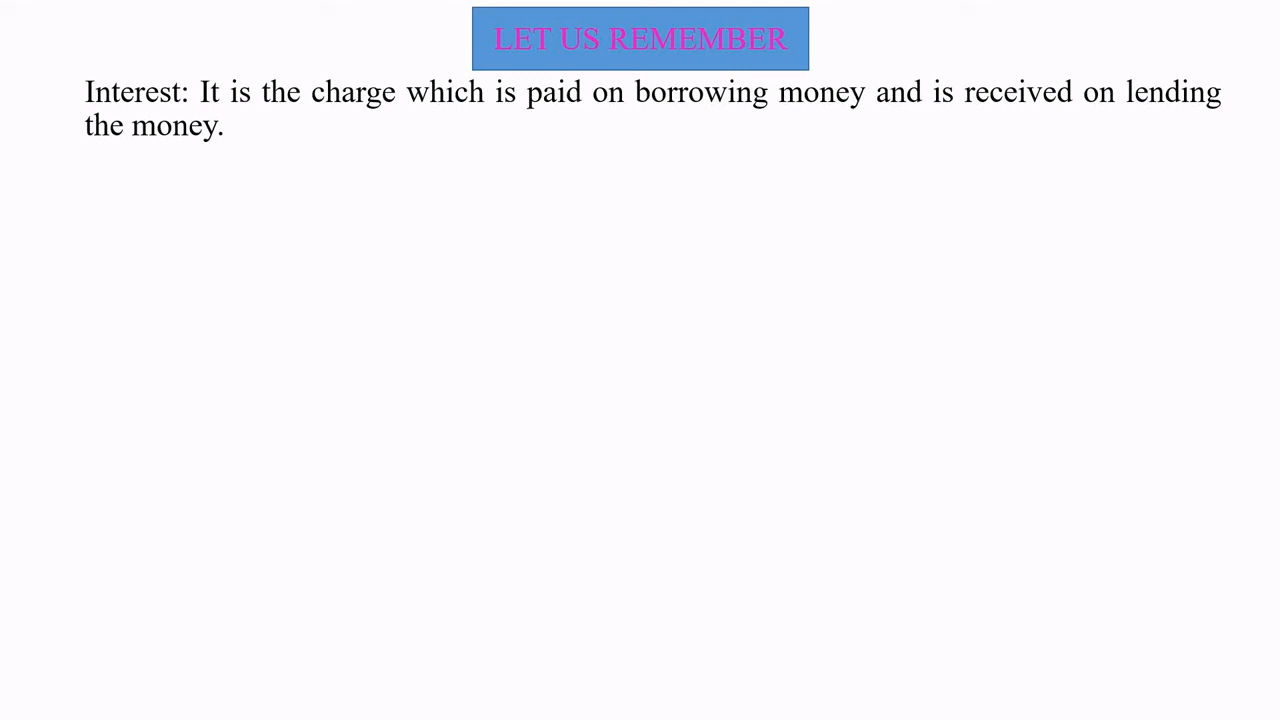 LET US REMEMBER
Interest: It is the charge which is paid on borrowing money and is received on lending
the money.